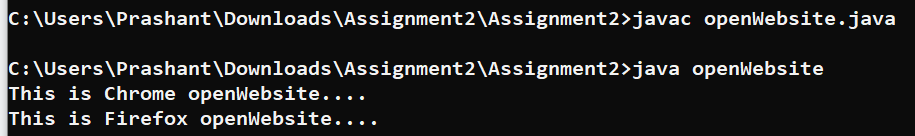 C:\Users\Prashant\Downloads\Assignment2\Assignment2>javac openWebsite.java
C:\Users\Prashant\Downloads\Assignment2\Assignment2>java openWebsite
This is Chrome openWebsite....
This is Firefox openWebsite....